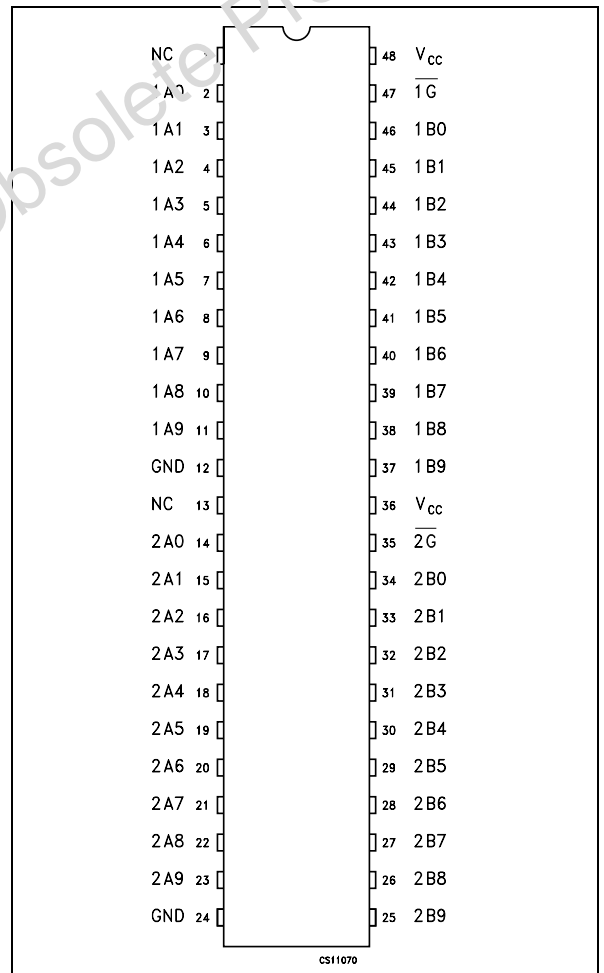 Obsolete Pro
NC 48 V_CC
1A0 2 47 1G̅
1A1 3 46 1B0
1A2 4 45 1B1
1A3 5 44 1B2
1A4 6 43 1B3
1A5 7 42 1B4
1A6 8 41 1B5
1A7 9 40 1B6
1A8 10 39 1B7
1A9 11 38 1B8
GND 12 37 1B9
NC 13 36 V_CC
2A0 14 35 2G̅
2A1 15 34 2B0
2A2 16 33 2B1
2A3 17 32 2B2
2A4 18 31 2B3
2A5 19 30 2B4
2A6 20 29 2B5
2A7 21 28 2B6
2A8 22 27 2B7
2A9 23 26 2B8
GND 24 25 2B9
CS11070